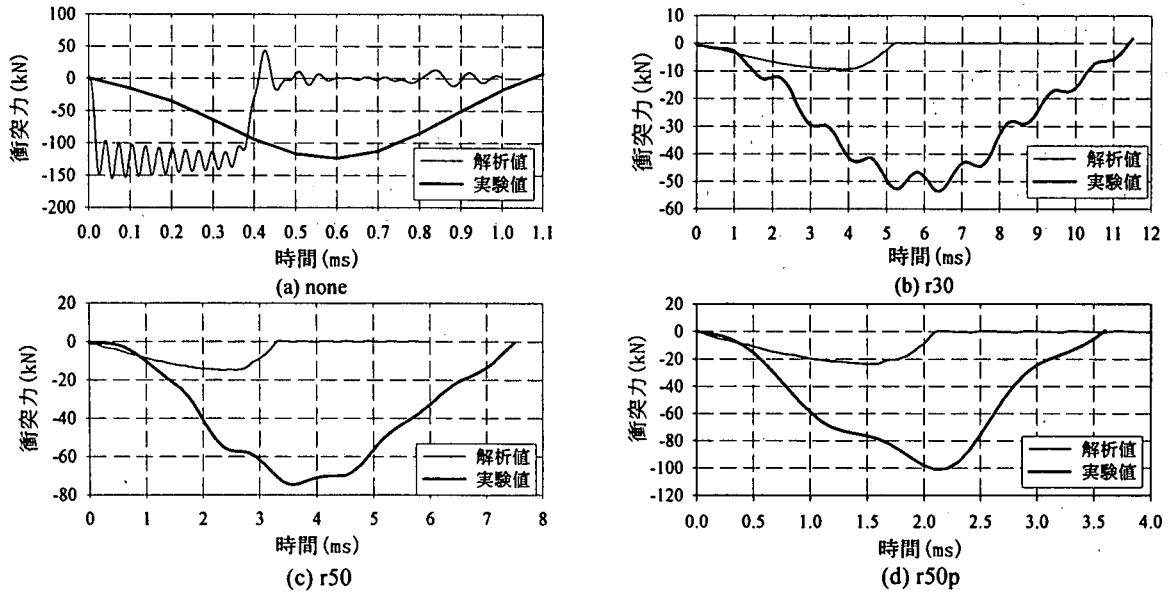 100
50
0
-50
-100
-150
-200
衝突力(kN)
解析値
実験値
0.0 0.1 0.2 0.3 0.4 0.5 0.6 0.7 0.8 0.9 1.0 1.1
時間(ms)
(a) none
10
0
-10
-20
-30
-40
-50
-60
衝突力(kN)
解析値
実験値
0 1 2 3 4 5 6 7 8 9 10 11 12
時間(ms)
(b) r30
20
0
-20
-40
-60
-80
衝突力(kN)
解析値
実験値
0 1 2 3 4 5 6 7 8
時間(ms)
(c) r50
20
0
-20
-40
-60
-80
-100
-120
衝突力(kN)
解析値
実験値
0.0 0.5 1.0 1.5 2.0 2.5 3.0 3.5 4.0
時間(ms)
(d) r50p